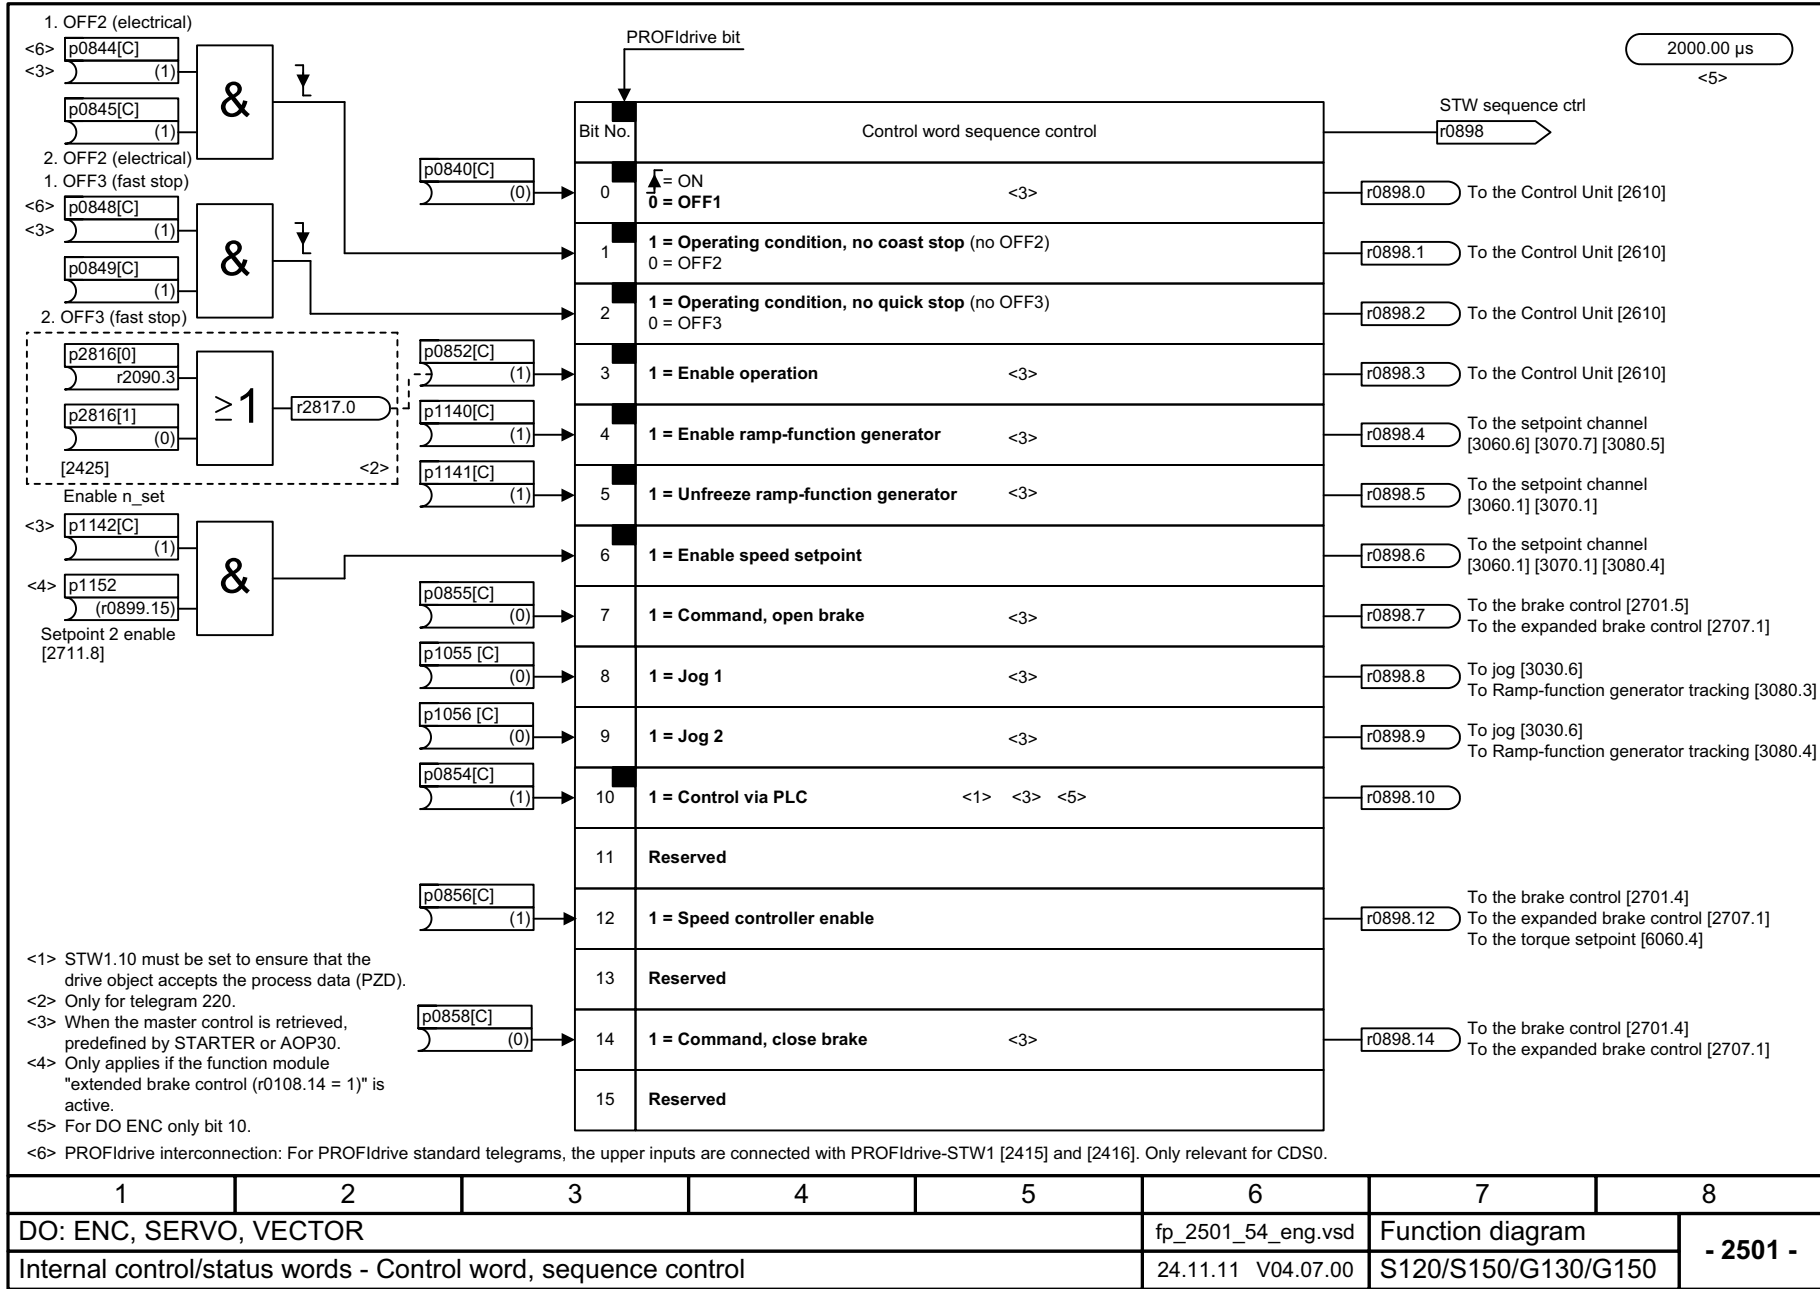 1. OFF2 (electrical)
<6> p0844[C]
<3> (1)
&
p0845[C]
(1)
2. OFF2 (electrical)
1. OFF3 (fast stop)
<6> p0848[C]
<3> (1)
&
p0849[C]
(1)
2. OFF3 (fast stop)
p2816[0]
r2090.3
≥1
r2817.0
p2816[1]
(0)
[2425] <2>
Enable n_set
<3> p1142[C]
(1)
&
<4> p1152
(r0899.15)
Setpoint 2 enable
[2711.8]
PROFIdrive bit
2000.00 µs
<5>
Bit No. Control word sequence control
STW sequence ctrl
r0898
p0840[C]
(0)
0
= ON
0 = OFF1
<3>
r0898.0 To the Control Unit [2610]
1
1 = Operating condition, no coast stop (no OFF2)
0 = OFF2
r0898.1 To the Control Unit [2610]
2
1 = Operating condition, no quick stop (no OFF3)
0 = OFF3
r0898.2 To the Control Unit [2610]
p0852[C]
(1)
3 1 = Enable operation <3>
r0898.3 To the Control Unit [2610]
p1140[C]
(1)
4 1 = Enable ramp-function generator <3>
r0898.4 To the setpoint channel
[3060.6] [3070.7] [3080.5]
p1141[C]
(1)
5 1 = Unfreeze ramp-function generator <3>
r0898.5 To the setpoint channel
[3060.1] [3070.1]
6 1 = Enable speed setpoint
r0898.6 To the setpoint channel
[3060.1] [3070.1] [3080.4]
p0855[C]
(0)
7 1 = Command, open brake <3>
r0898.7 To the brake control [2701.5]
To the expanded brake control [2707.1]
p1055 [C]
(0)
8 1 = Jog 1 <3>
r0898.8 To jog [3030.6]
To Ramp-function generator tracking [3080.3]
p1056 [C]
(0)
9 1 = Jog 2 <3>
r0898.9 To jog [3030.6]
To Ramp-function generator tracking [3080.4]
p0854[C]
(1)
10 1 = Control via PLC <1> <3> <5>
r0898.10
11 Reserved
p0856[C]
(1)
12 1 = Speed controller enable
r0898.12 To the brake control [2701.4]
To the expanded brake control [2707.1]
To the torque setpoint [6060.4]
13 Reserved
p0858[C]
(0)
14 1 = Command, close brake <3>
r0898.14 To the brake control [2701.4]
To the expanded brake control [2707.1]
15 Reserved
<1> STW1.10 must be set to ensure that the
drive object accepts the process data (PZD).
<2> Only for telegram 220.
<3> When the master control is retrieved,
predefined by STARTER or AOP30.
<4> Only applies if the function module
"extended brake control (r0108.14 = 1)" is
active.
<5> For DO ENC only bit 10.
<6> PROFIdrive interconnection: For PROFIdrive standard telegrams, the upper inputs are connected with PROFIdrive-STW1 [2415] and [2416]. Only relevant for CDS0.
1 2 3 4 5 6 7 8
DO: ENC, SERVO, VECTOR fp_2501_54_eng.vsd Function diagram
- 2501 -
Internal control/status words - Control word, sequence control 24.11.11 V04.07.00 S120/S150/G130/G150